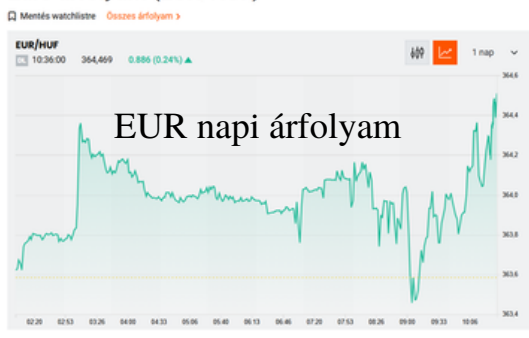 Mentés watchlistre Összes árfolyam >
EUR/HUF
10:36:00 364,469 0.886 (0.24%) ▲
1 nap
EUR napi árfolyam
364,6
364,4
364,2
364,0
363,8
363,6
363,4
02:20 02:53 03:26 04:00 04:33 05:06 05:40 06:13 06:46 07:20 07:53 08:26 09:00 09:33 10:06